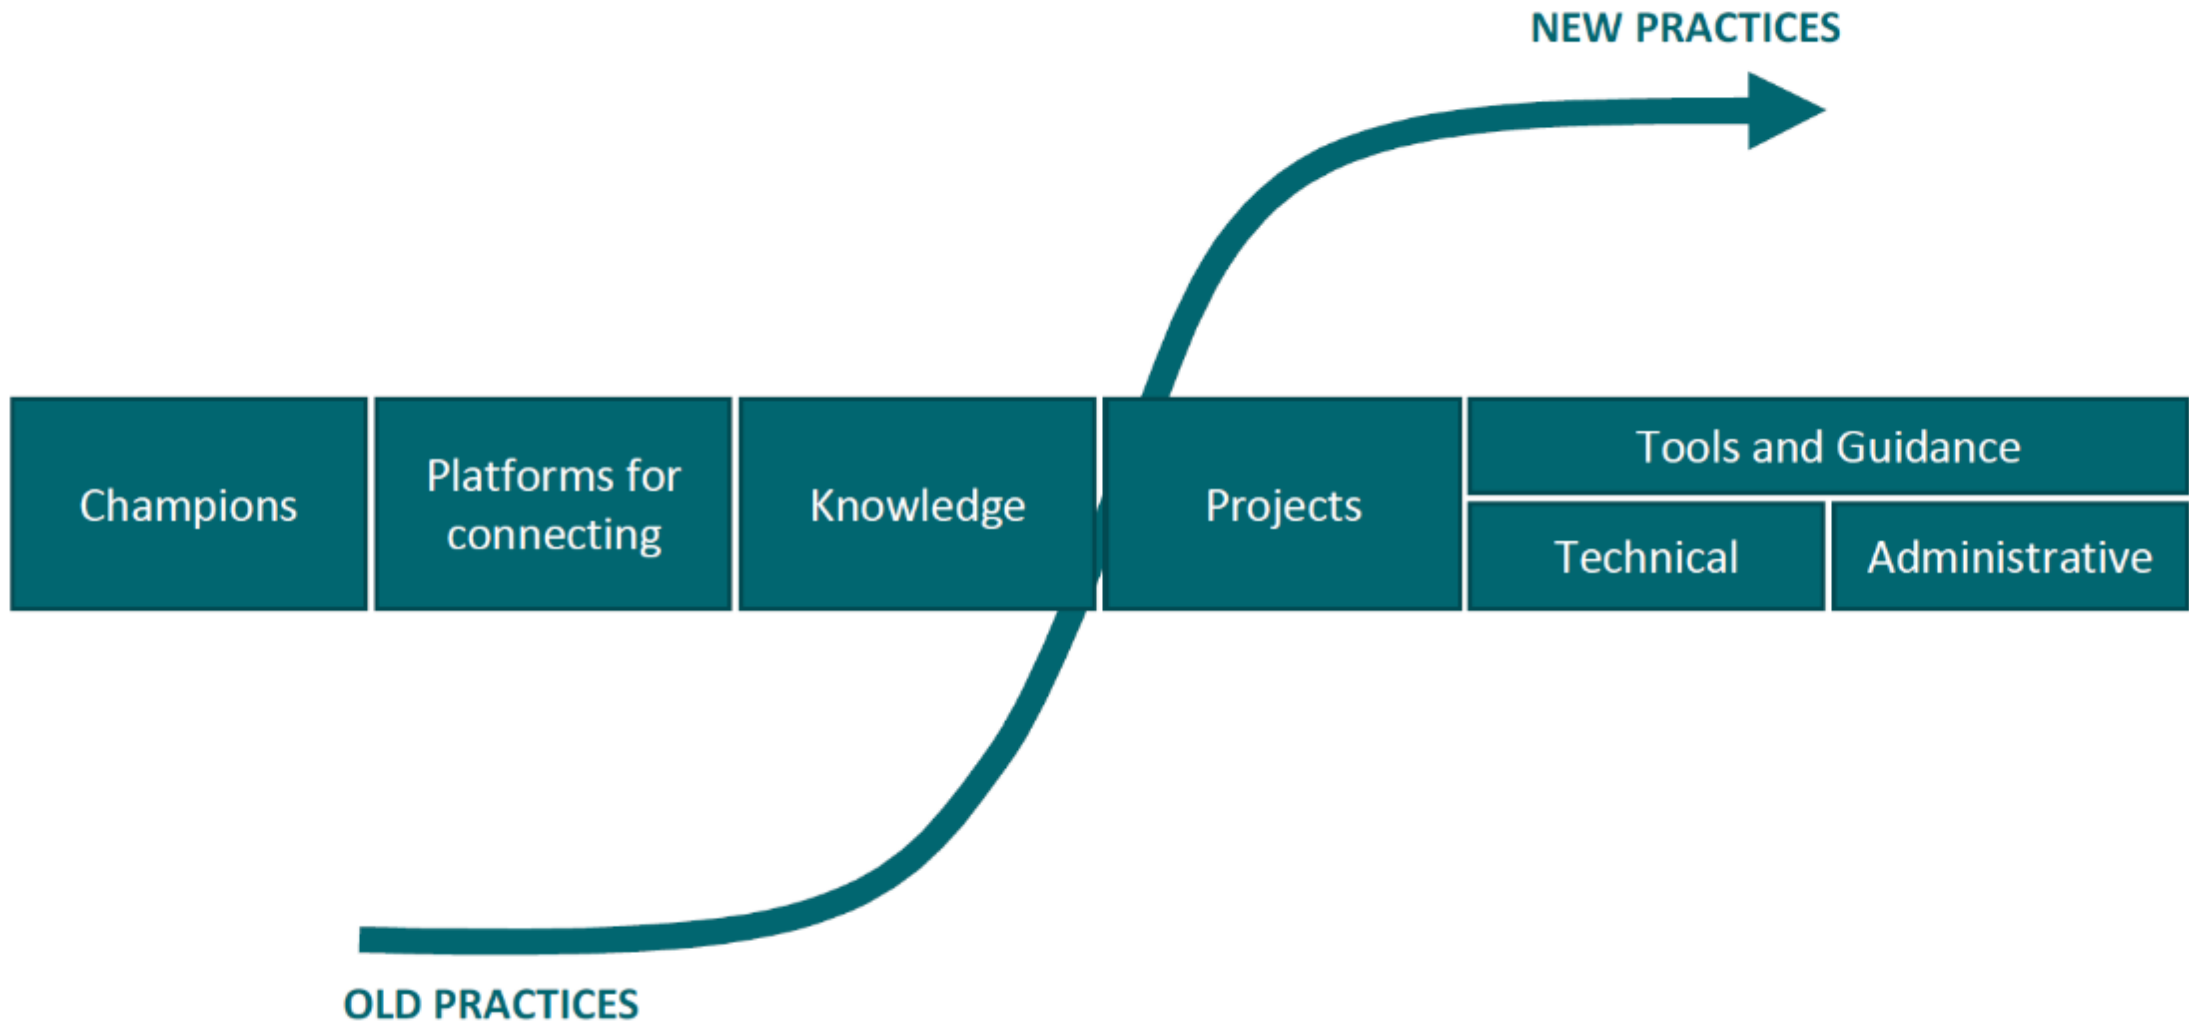 NEW PRACTICES
Champions
Platforms for
connecting
Knowledge
Projects
Tools and Guidance
Technical
Administrative
OLD PRACTICES